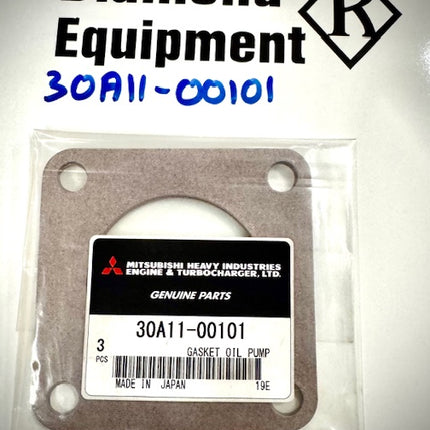 Diamond
Equipment
R
30A11-00101
MITSUBISHI HEAVY INDUSTRIES
ENGINE & TURBOCHARGER, LTD.
GENUINE PARTS
30A11-00101
3
PCS
GASKET OIL PUMP
MADE IN JAPAN
19E